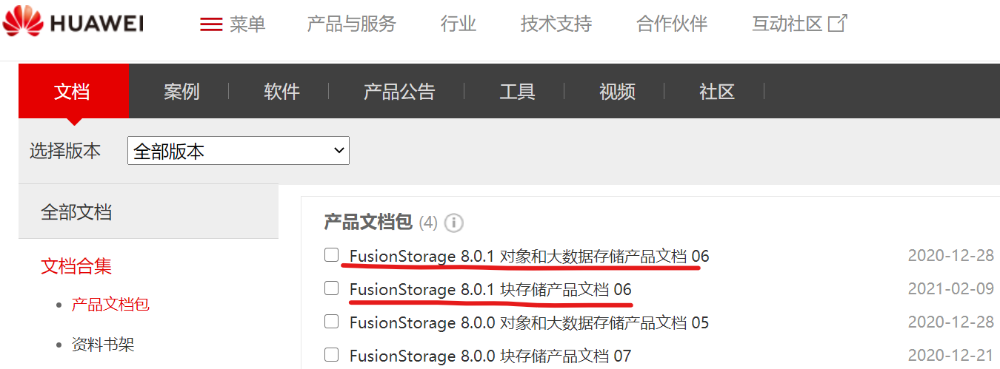 HUAWEI 菜单 产品与服务 行业 技术支持 合作伙伴 互动社区
文档 案例 软件 产品公告 工具 视频 社区
选择版本 全部版本
全部文档
产品文档包 (4)
FusionStorage 8.0.1 对象和大数据存储产品文档 06 2020-12-28
文档合集
FusionStorage 8.0.1 块存储产品文档 06 2021-02-09
产品文档包
FusionStorage 8.0.0 对象和大数据存储产品文档 05 2020-12-28
资料书架
FusionStorage 8.0.0 块存储产品文档 07 2020-12-21